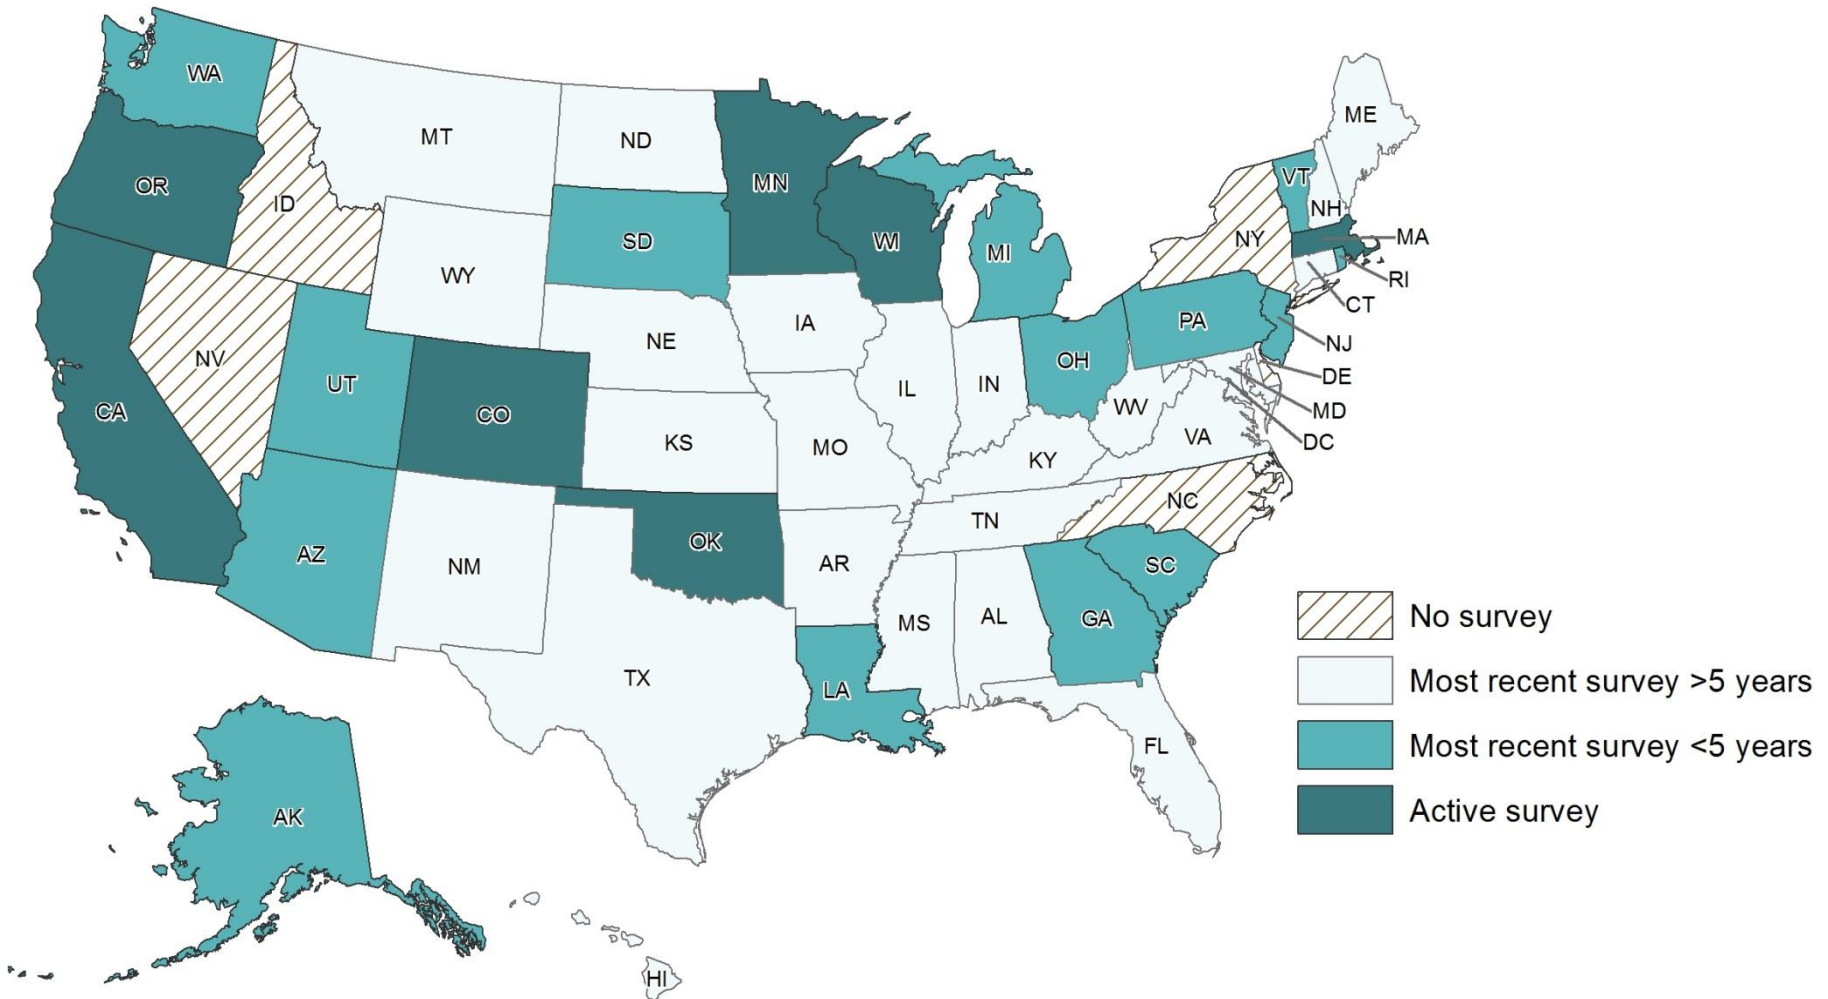 WA
MT
ND
MN
ME
OR
ID
SD
WI
MI
VT
NH
NY
MA
RI
CT
WY
IA
NE
PA
NJ
NV
UT
CO
IL
IN
OH
DE
MD
DC
WV
VA
CA
KS
MO
KY
NC
TN
AZ
NM
OK
AR
SC
MS
AL
GA
TX
LA
FL
AK
HI
No survey
Most recent survey >5 years
Most recent survey <5 years
Active survey